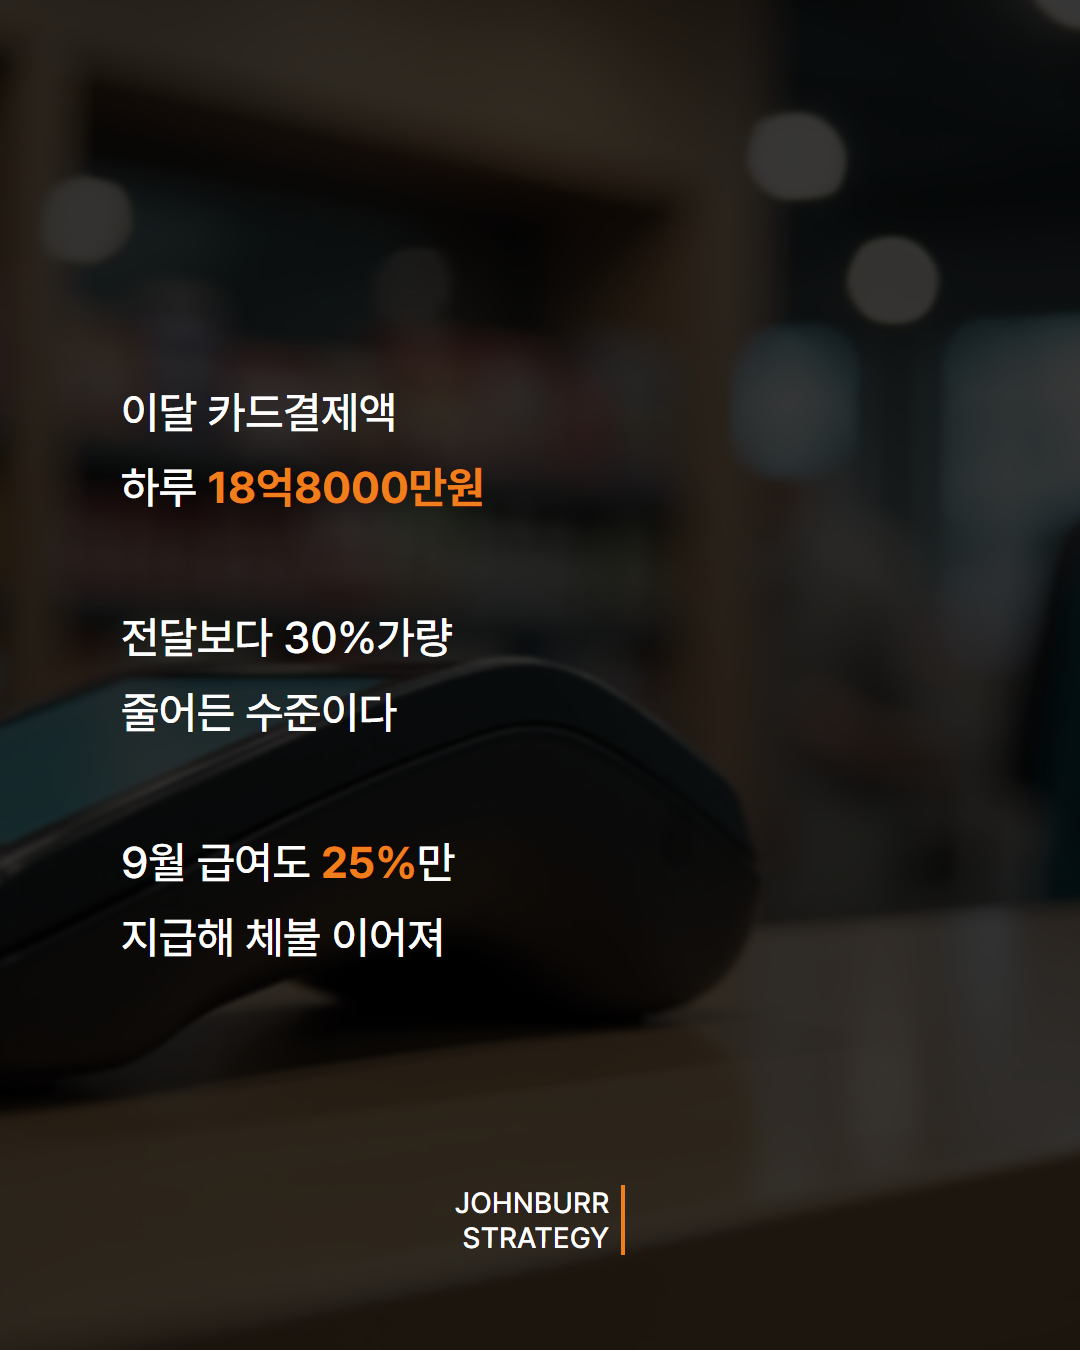 이달 카드결제액
하루 18억8000만원
전달보다 30%가량
줄어든 수준이다
9월 급여도 25%만
지급해 체불 이어져
JOHNBURR
STRATEGY